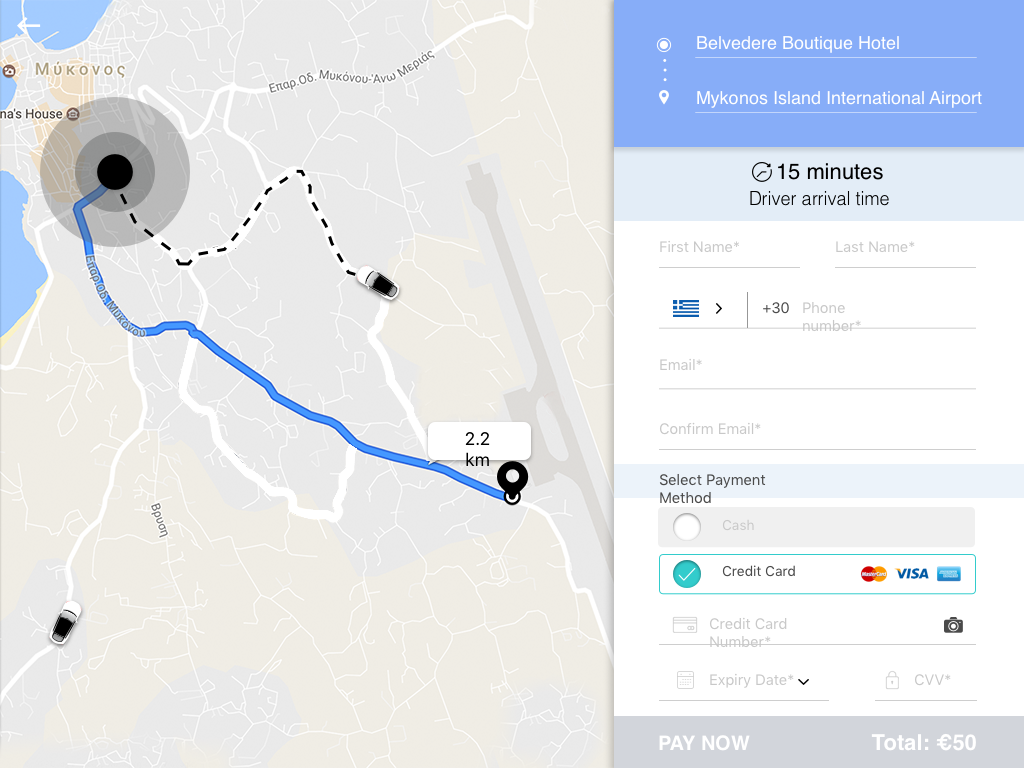 Μύκονος
Επαρ.Οδ. Μυκόνου-Άνω Μεριάς
na's House
Επαρ.Οδ. Μυκόνου
2.2
km
Βρυση
Belvedere Boutique Hotel
Mykonos Island International Airport
15 minutes
Driver arrival time
First Name* Last Name*
+30 Phone
number*
Email*
Confirm Email*
Select Payment
Method
Cash
Credit Card MasterCard VISA
Credit Card
Number*
Expiry Date* CVV*
PAY NOW Total: €50